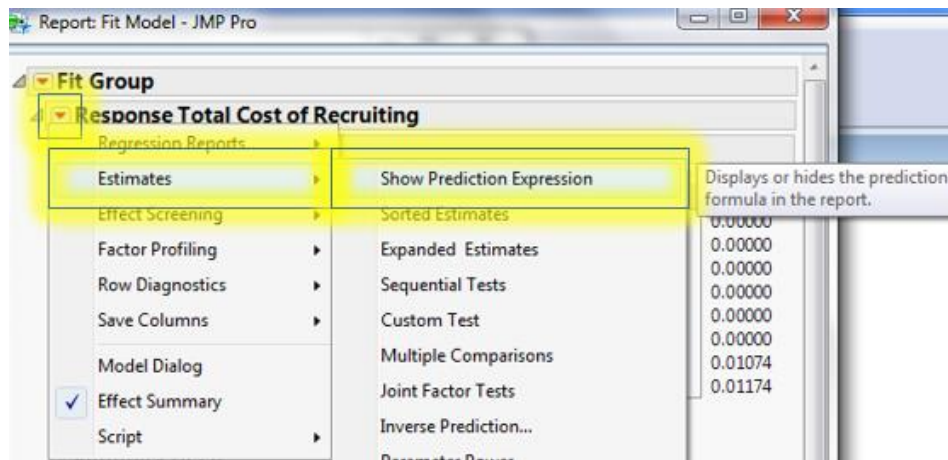 Report: Fit Model - JMP Pro
Fit Group
Response Total Cost of Recruiting
Regression Reports
Estimates
Show Prediction Expression
Displays or hides the prediction
formula in the report.
Effect Screening
Sorted Estimates
0.00000
Factor Profiling
Expanded Estimates
0.00000
0.00000
Row Diagnostics
Sequential Tests
0.00000
Save Columns
Custom Test
0.00000
0.00000
Model Dialog
Multiple Comparisons
0.01074
Effect Summary
Joint Factor Tests
0.01174
Script
Inverse Prediction...